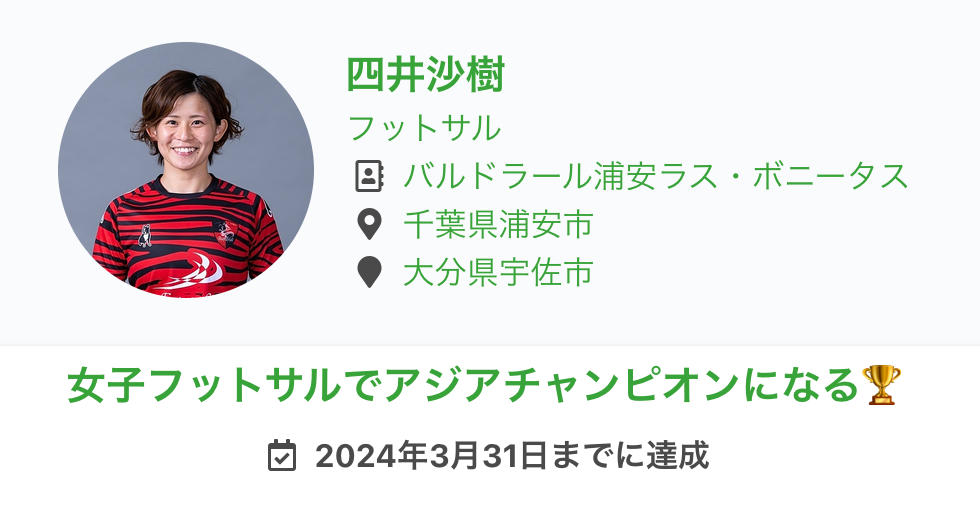 四井沙樹
フットサル
バルドラール浦安ラス・ボニータス
千葉県浦安市
大分県宇佐市
女子フットサルでアジアチャンピオンになる🏆
2024年3月31日までに達成